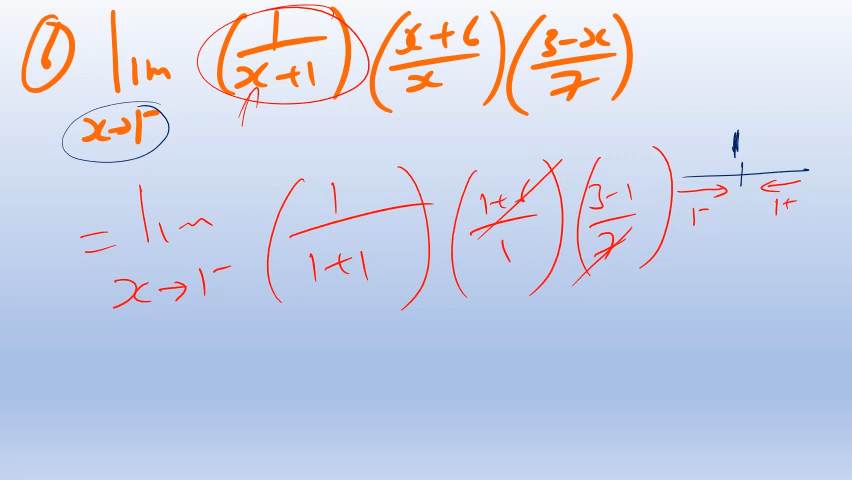 ⑥ lim x→1⁻ (1/(x+1)) ((x+6)/x) ((3-x)/7)
1
1⁻ 1+
= lim x→1⁻ (1/(1+1)) ((1+6)/1) ((3-1)/7)